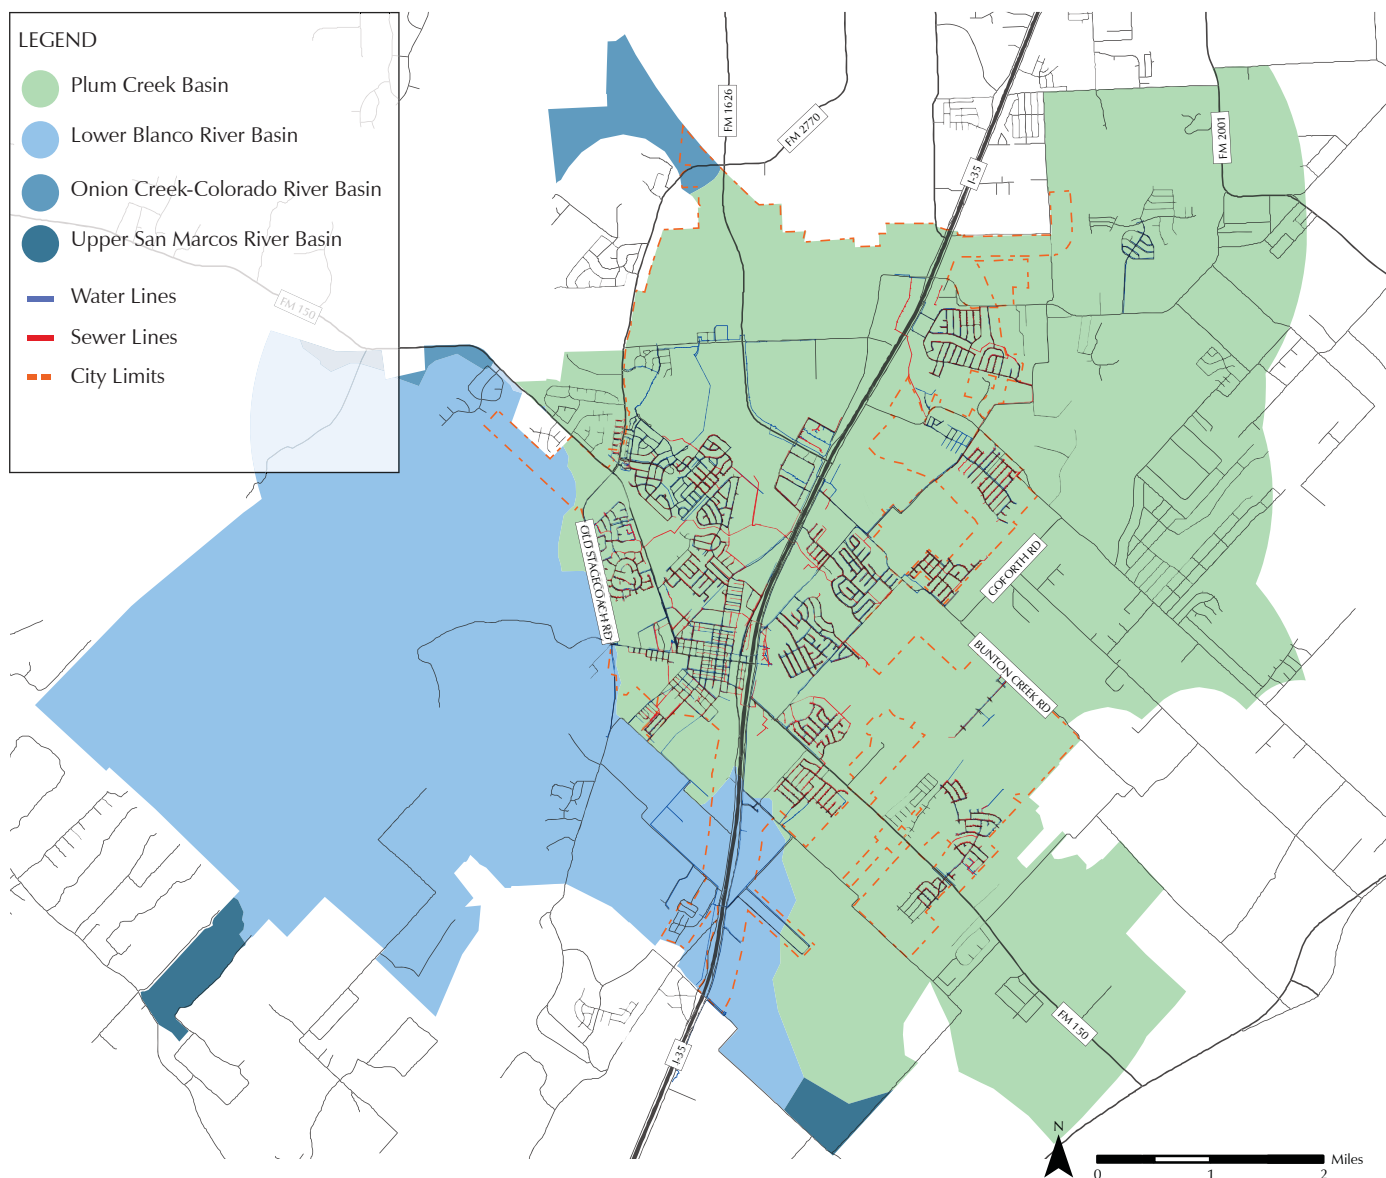 LEGEND
Plum Creek Basin
Lower Blanco River Basin
Onion Creek-Colorado River Basin
Upper San Marcos River Basin
Water Lines
Sewer Lines
City Limits
FM 150
FM 1626
FM 2770
I-35
FM 2001
OLD STAGECOACH RD
GOFORTH RD
BUNTON CREEK RD
FM 150
I-35
N
Miles
0 1 2